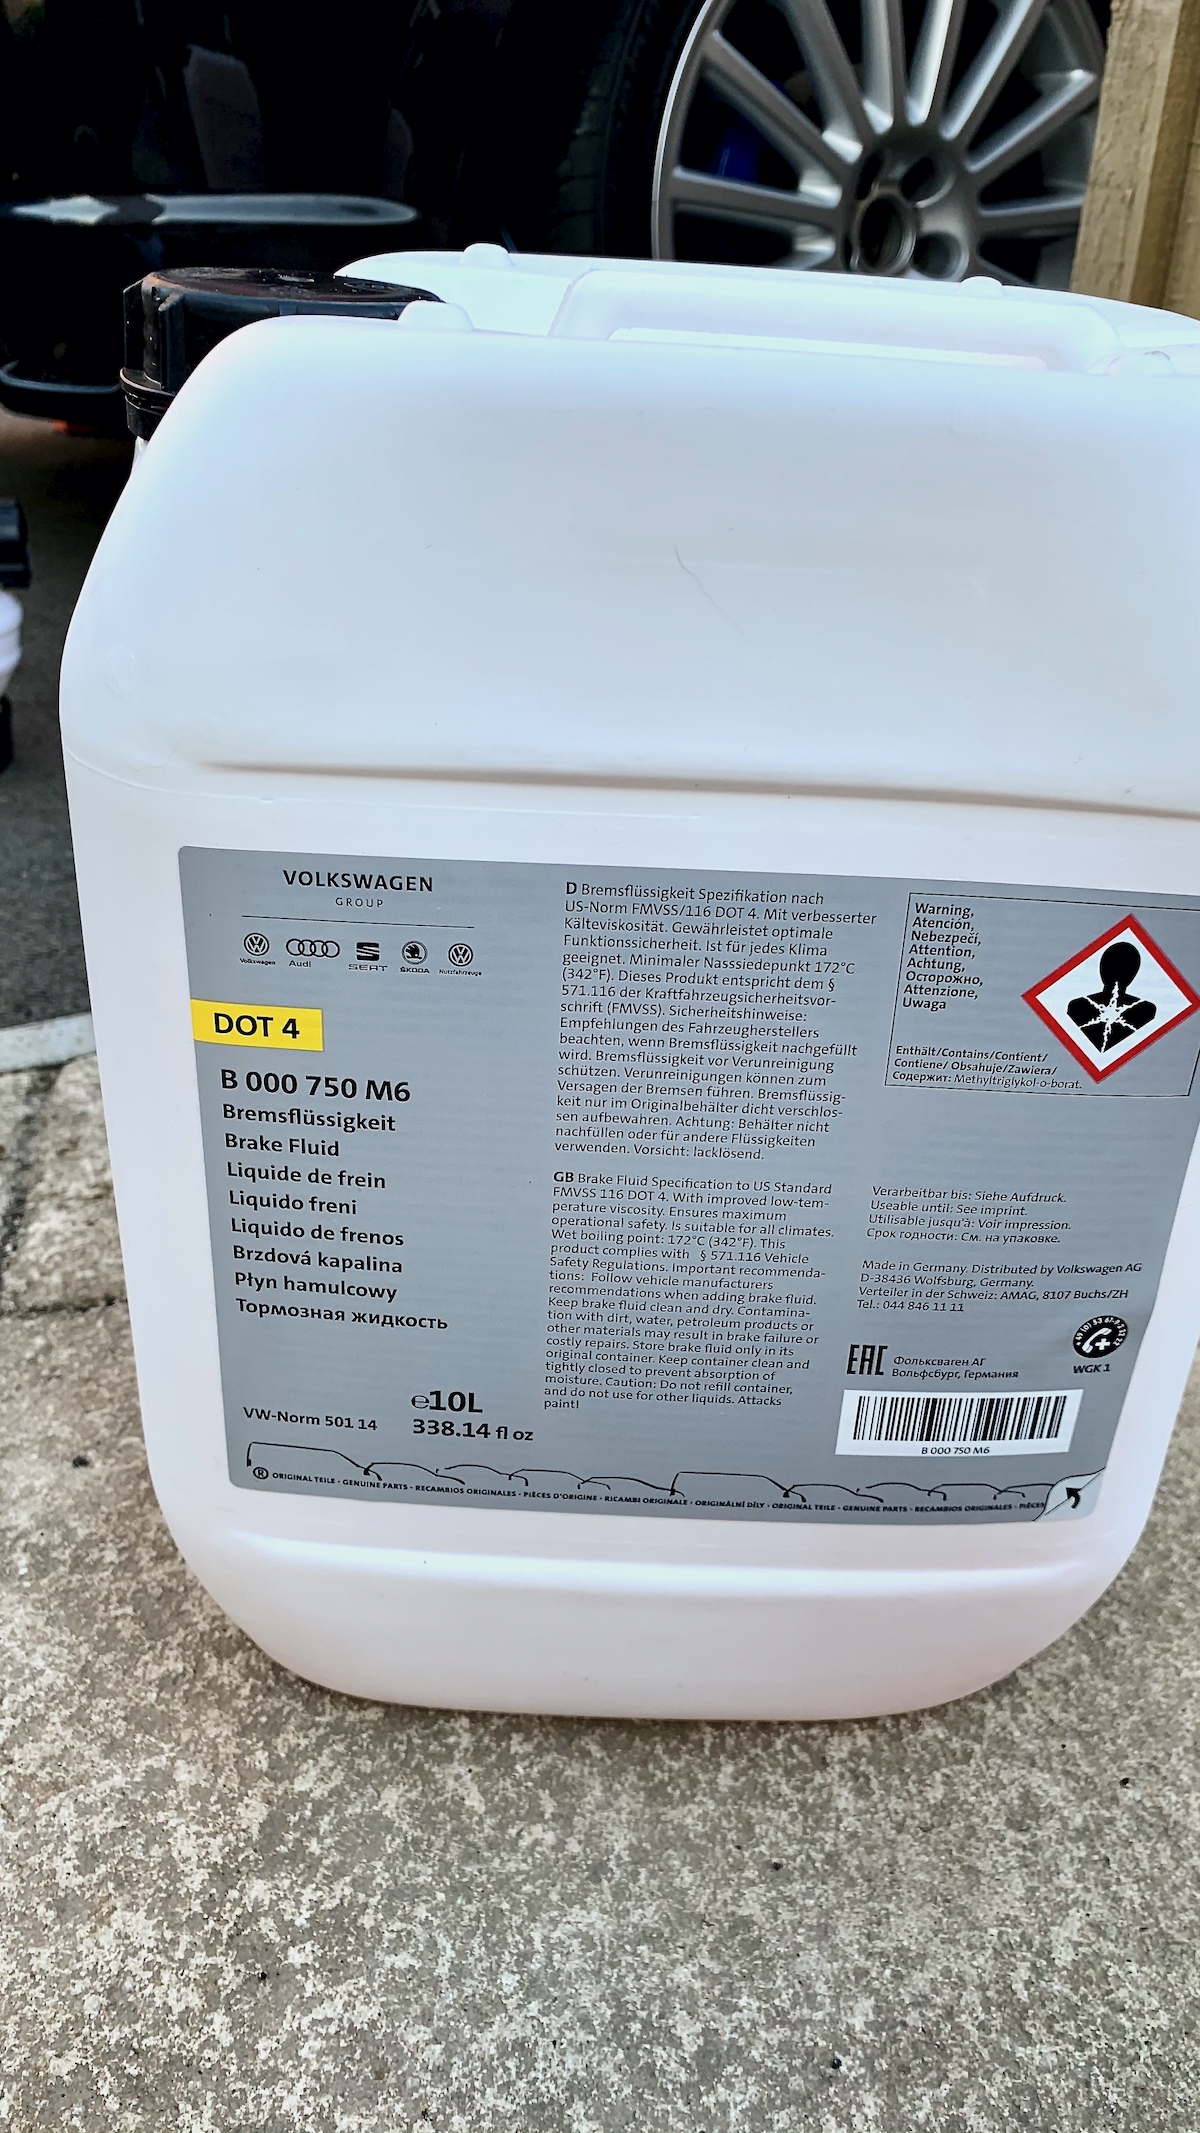 VOLKSWAGEN
GROUP
Volkswagen
Audi
SEAT
ŠKODA
Nutzfahrzeuge
DOT 4
B 000 750 M6
Bremsflüssigkeit
Brake Fluid
Liquide de frein
Liquido freni
Liquido de frenos
Brzdová kapalina
Płyn hamulcowy
Тормозная жидкость
VW-Norm 501 14
℮10L
338.14 fl oz
D Bremsflüssigkeit Spezifikation nach
US-Norm FMVSS/116 DOT 4. Mit verbesserter
Kälteviskosität. Gewährleistet optimale
Funktionssicherheit. Ist für jedes Klima
geeignet. Minimaler Nasssiedepunkt 172°C
(342°F). Dieses Produkt entspricht dem §
571.116 der Kraftfahrzeugsicherheitsvor-
schrift (FMVSS). Sicherheitshinweise:
Empfehlungen des Fahrzeugherstellers
beachten, wenn Bremsflüssigkeit nachgefüllt
wird. Bremsflüssigkeit vor Verunreinigung
schützen. Verunreinigungen können zum
Versagen der Bremsen führen. Bremsflüssig-
keit nur im Originalbehälter dicht verschlos-
sen aufbewahren. Achtung: Behälter nicht
nachfüllen oder für andere Flüssigkeiten
verwenden. Vorsicht: lacklösend.
GB Brake Fluid Specification to US Standard
FMVSS 116 DOT 4. With improved low-tem-
perature viscosity. Ensures maximum
operational safety. Is suitable for all climates.
Wet boiling point: 172°C (342°F). This
product complies with § 571.116 Vehicle
Safety Regulations. Important recommenda-
tions: Follow vehicle manufacturers
recommendations when adding brake fluid.
Keep brake fluid clean and dry. Contamina-
tion with dirt, water, petroleum products or
other materials may result in brake failure or
costly repairs. Store brake fluid only in its
original container. Keep container clean and
tightly closed to prevent absorption of
moisture. Caution: Do not refill container,
and do not use for other liquids. Attacks
paint!
Warning,
Atención,
Nebezpečí,
Attention,
Achtung,
Осторожно,
Attenzione,
Uwaga
Enthält/Contains/Contient/
Contiene/ Obsahuje/Zawiera/
Содержит: Methyltriglykol-o-borat.
Verarbeitbar bis: Siehe Aufdruck.
Useable until: See imprint.
Utilisable jusqu'à: Voir impression.
Срок годности: См. на упаковке.
Made in Germany. Distributed by Volkswagen AG
D-38436 Wolfsburg, Germany.
Verteiler in der Schweiz: AMAG, 8107 Buchs/ZH
Tel.: 044 846 11 11
EAC
Фольксваген АГ
Вольфсбург, Германия
WGK 1
B 000 750 M6
® ORIGINAL TEILE · GENUINE PARTS · RECAMBIOS ORIGINALES · PIÈCES D'ORIGINE · RICAMBI ORIGINALE · ORIGINÁLNÍ DÍLY · ORIGINAL TEILE · GENUINE PARTS · RECAMBIOS ORIGINALES · PIÈCES